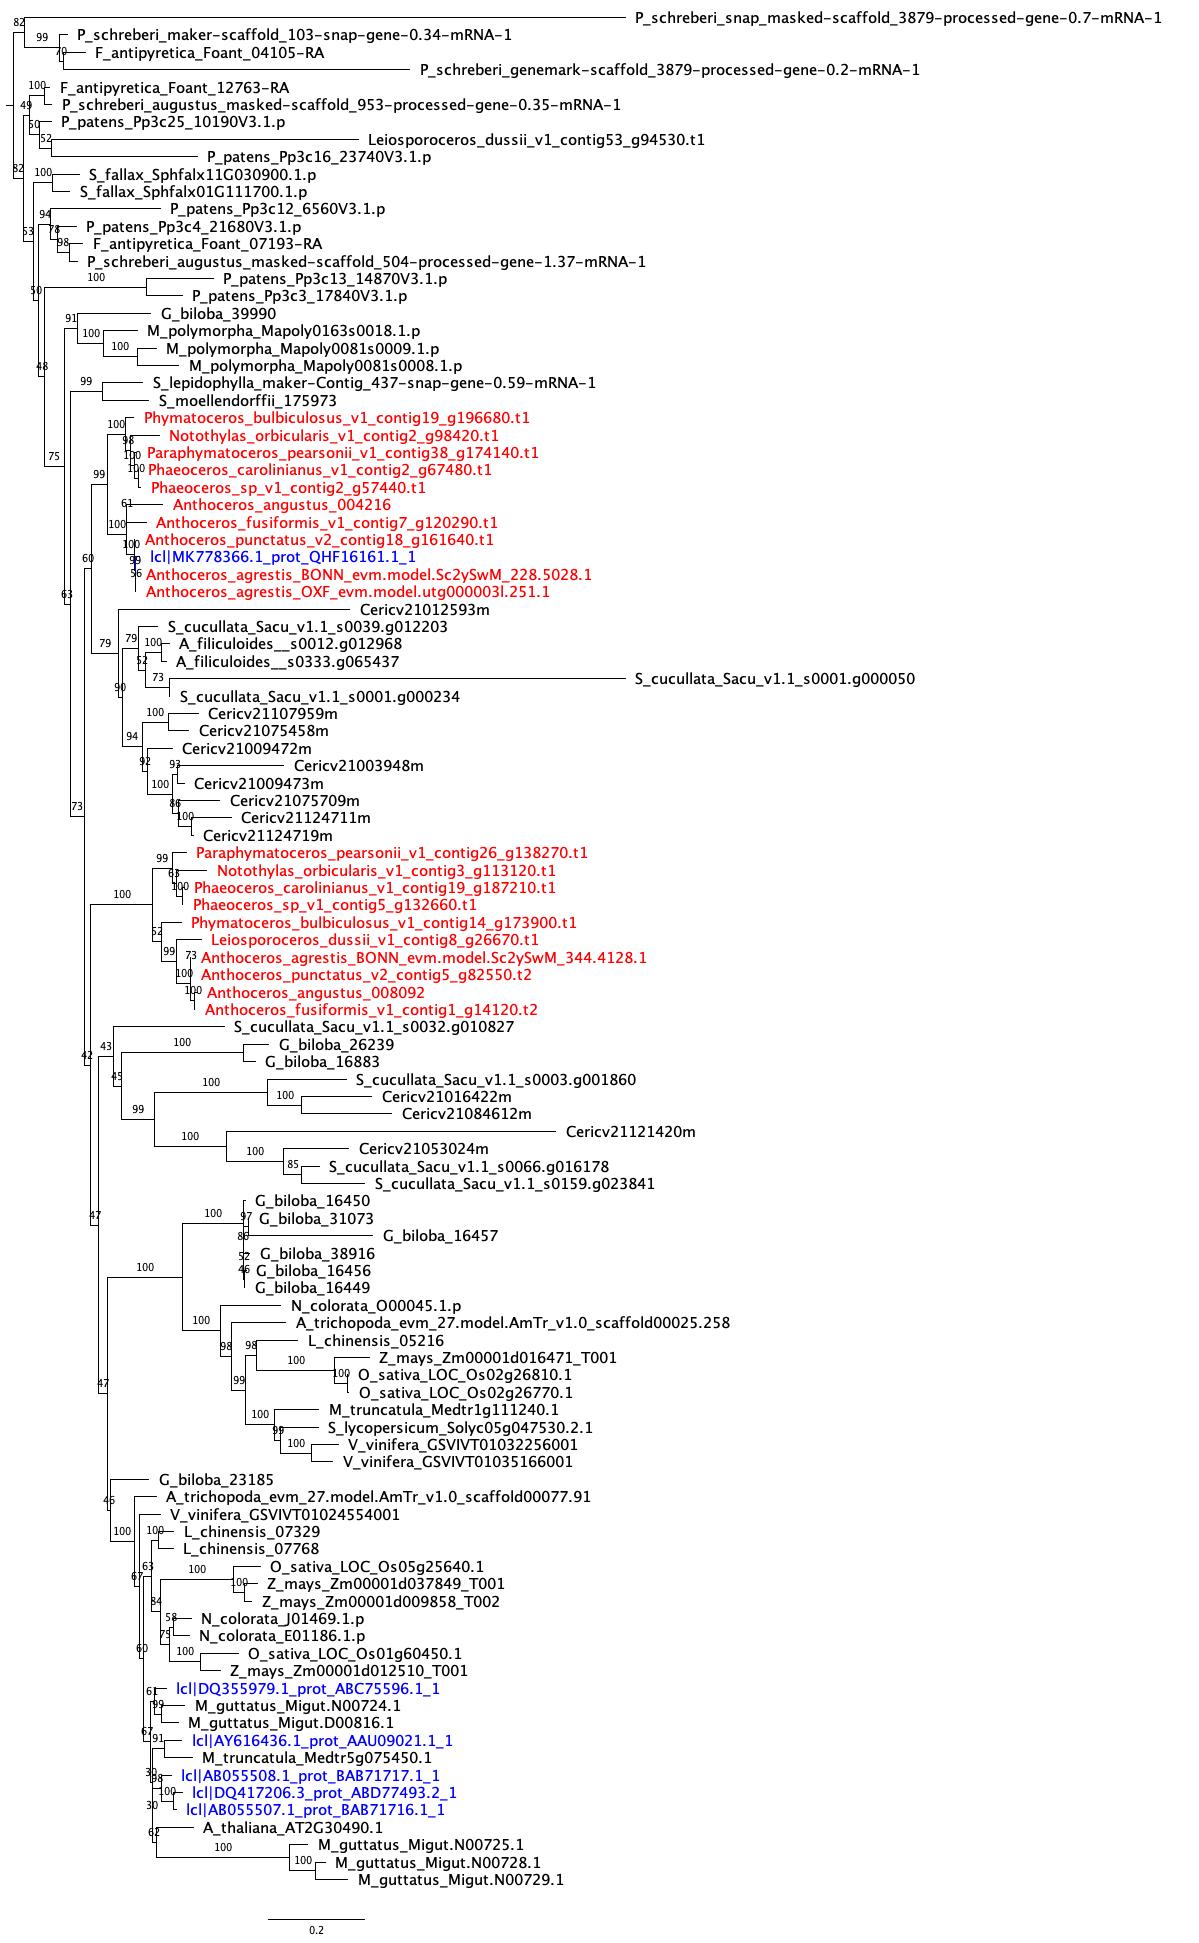 82
P_schreberi_snap_masked-scaffold_3879-processed-gene-0.7-mRNA-1
99
P_schreberi_maker-scaffold_103-snap-gene-0.34-mRNA-1
70
F_antipyretica_Foant_04105-RA
P_schreberi_genemark-scaffold_3879-processed-gene-0.2-mRNA-1
100
F_antipyretica_Foant_12763-RA
49
P_schreberi_augustus_masked-scaffold_953-processed-gene-0.35-mRNA-1
50
P_patens_Pp3c25_10190V3.1.p
52
Leiosporoceros_dussii_v1_contig53_g94530.t1
P_patens_Pp3c16_23740V3.1.p
82
100
S_fallax_Sphfalx11G030900.1.p
S_fallax_Sphfalx01G111700.1.p
94
P_patens_Pp3c12_6560V3.1.p
53
78
P_patens_Pp3c4_21680V3.1.p
98
F_antipyretica_Foant_07193-RA
P_schreberi_augustus_masked-scaffold_504-processed-gene-1.37-mRNA-1
50
100
P_patens_Pp3c13_14870V3.1.p
P_patens_Pp3c3_17840V3.1.p
91
G_biloba_39990
100
M_polymorpha_Mapoly0163s0018.1.p
100
M_polymorpha_Mapoly0081s0009.1.p
48
M_polymorpha_Mapoly0081s0008.1.p
99
S_lepidophylla_maker-Contig_437-snap-gene-0.59-mRNA-1
S_moellendorffii_175973
100
Phymatoceros_bulbiculosus_v1_contig19_g196680.t1
98
Notothylas_orbicularis_v1_contig2_g98420.t1
75
100
Paraphymatoceros_pearsonii_v1_contig38_g174140.t1
99
100
Phaeoceros_carolinianus_v1_contig2_g67480.t1
Phaeoceros_sp_v1_contig2_g57440.t1
61
Anthoceros_angustus_004216
100
Anthoceros_fusiformis_v1_contig7_g120290.t1
100
Anthoceros_punctatus_v2_contig18_g161640.t1
60
99
lcl|MK778366.1_prot_QHF16161.1_1
56
Anthoceros_agrestis_BONN_evm.model.Sc2ySwM_228.5028.1
63
Anthoceros_agrestis_OXF_evm.model.utg000003l.251.1
Cericv21012593m
79
79
S_cucullata_Sacu_v1.1_s0039.g012203
100
A_filiculoides__s0012.g012968
52
A_filiculoides__s0333.g065437
73
S_cucullata_Sacu_v1.1_s0001.g000050
90
S_cucullata_Sacu_v1.1_s0001.g000234
100
Cericv21107959m
94
Cericv21075458m
92
Cericv21009472m
93
Cericv21003948m
100
Cericv21009473m
86
Cericv21075709m
73
100
Cericv21124711m
Cericv21124719m
99
Paraphymatoceros_pearsonii_v1_contig26_g138270.t1
63
Notothylas_orbicularis_v1_contig3_g113120.t1
100
100
Phaeoceros_carolinianus_v1_contig19_g187210.t1
Phaeoceros_sp_v1_contig5_g132660.t1
52
Phymatoceros_bulbiculosus_v1_contig14_g173900.t1
99
Leiosporoceros_dussii_v1_contig8_g26670.t1
73
Anthoceros_agrestis_BONN_evm.model.Sc2ySwM_344.4128.1
100
Anthoceros_punctatus_v2_contig5_g82550.t2
100
Anthoceros_angustus_008092
Anthoceros_fusiformis_v1_contig1_g14120.t2
S_cucullata_Sacu_v1.1_s0032.g010827
42
43
100
G_biloba_26239
G_biloba_16883
45
100
S_cucullata_Sacu_v1.1_s0003.g001860
100
Cericv21016422m
99
Cericv21084612m
100
Cericv21121420m
100
Cericv21053024m
85
S_cucullata_Sacu_v1.1_s0066.g016178
S_cucullata_Sacu_v1.1_s0159.g023841
G_biloba_16450
47
100
97
G_biloba_31073
86
G_biloba_16457
52
G_biloba_38916
100
46
G_biloba_16456
G_biloba_16449
N_colorata_O00045.1.p
100
A_trichopoda_evm_27.model.AmTr_v1.0_scaffold00025.258
98
98
L_chinensis_05216
100
Z_mays_Zm00001d016471_T001
100
O_sativa_LOC_Os02g26810.1
47
99
O_sativa_LOC_Os02g26770.1
100
M_truncatula_Medtr1g111240.1
99
S_lycopersicum_Solyc05g047530.2.1
100
V_vinifera_GSVIVT01032256001
V_vinifera_GSVIVT01035166001
G_biloba_23185
46
A_trichopoda_evm_27.model.AmTr_v1.0_scaffold00077.91
V_vinifera_GSVIVT01024554001
100
100
L_chinensis_07329
L_chinensis_07768
63
100
O_sativa_LOC_Os05g25640.1
67
100
Z_mays_Zm00001d037849_T001
84
Z_mays_Zm00001d009858_T002
58
N_colorata_J01469.1.p
75
N_colorata_E01186.1.p
60
100
O_sativa_LOC_Os01g60450.1
Z_mays_Zm00001d012510_T001
61
lcl|DQ355979.1_prot_ABC75596.1_1
99
M_guttatus_Migut.N00724.1
M_guttatus_Migut.D00816.1
67
91
lcl|AY616436.1_prot_AAU09021.1_1
M_truncatula_Medtr5g075450.1
98
lcl|AB055508.1_prot_BAB71717.1_1
100
lcl|DQ417206.3_prot_ABD77493.2_1
30
lcl|AB055507.1_prot_BAB71716.1_1
62
A_thaliana_AT2G30490.1
100
M_guttatus_Migut.N00725.1
100
M_guttatus_Migut.N00728.1
M_guttatus_Migut.N00729.1
0.2